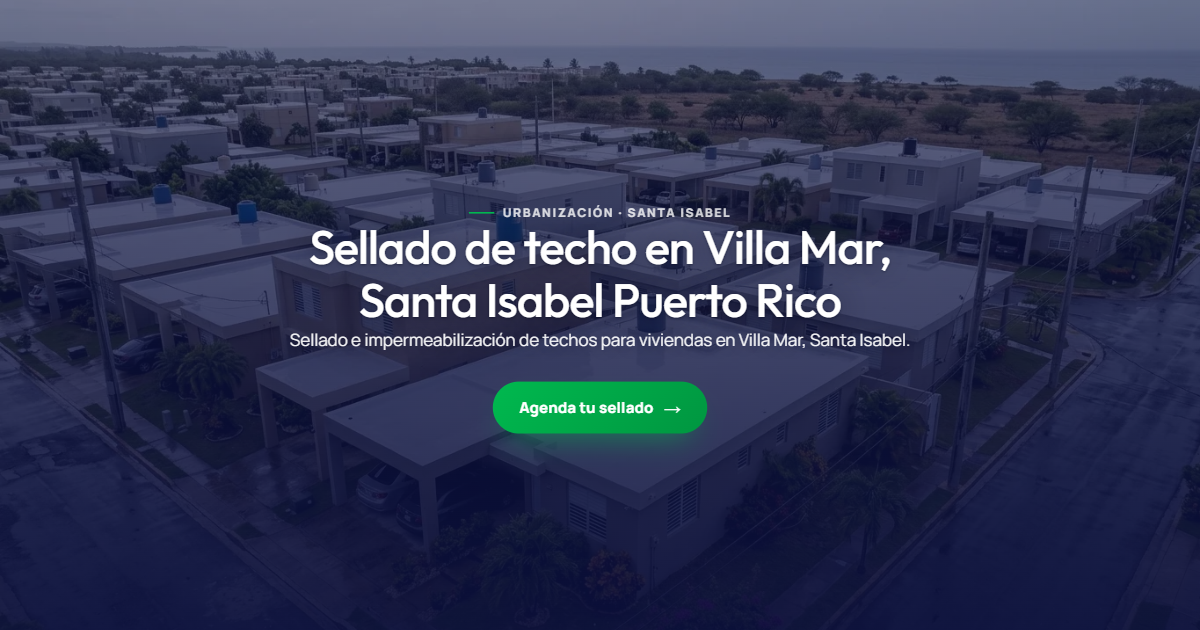 URBANIZACIÓN · SANTA ISABEL
Sellado de techo en Villa Mar,
Santa Isabel Puerto Rico
Sellado e impermeabilización de techos para viviendas en Villa Mar, Santa Isabel.
Agenda tu sellado →